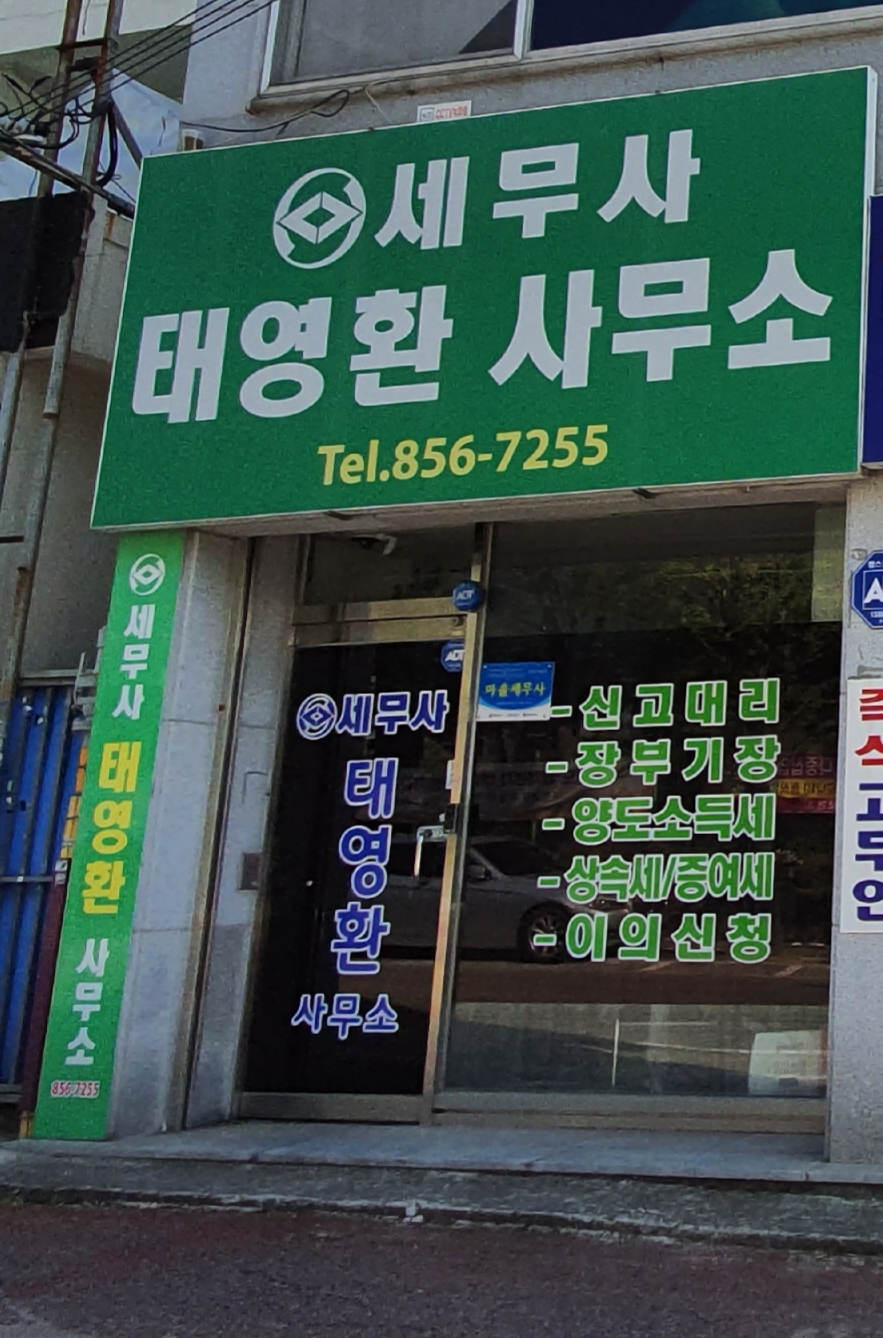 세무사
태영환 사무소
Tel.856-7255
세무사
태영환
사무소
856-7255
ADT
ADT
마을세무사
세무사
태영환
사무소
- 신고대리
- 장부기장
- 양도소득세
- 상속세/증여세
- 이의신청